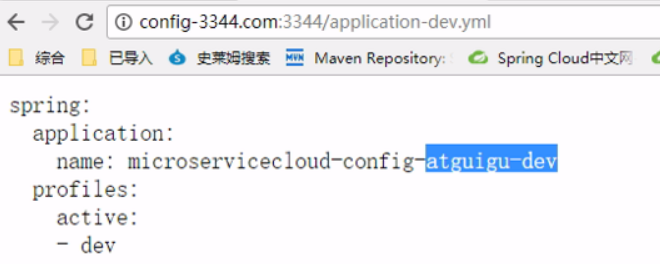 config-3344.com:3344/application-dev.yml
综合 已导入 史莱姆搜索 MVN Maven Repository: Spring Cloud中文网
spring:
  application:
    name: microservicecloud-config-atguigu-dev
  profiles:
    active:
    - dev